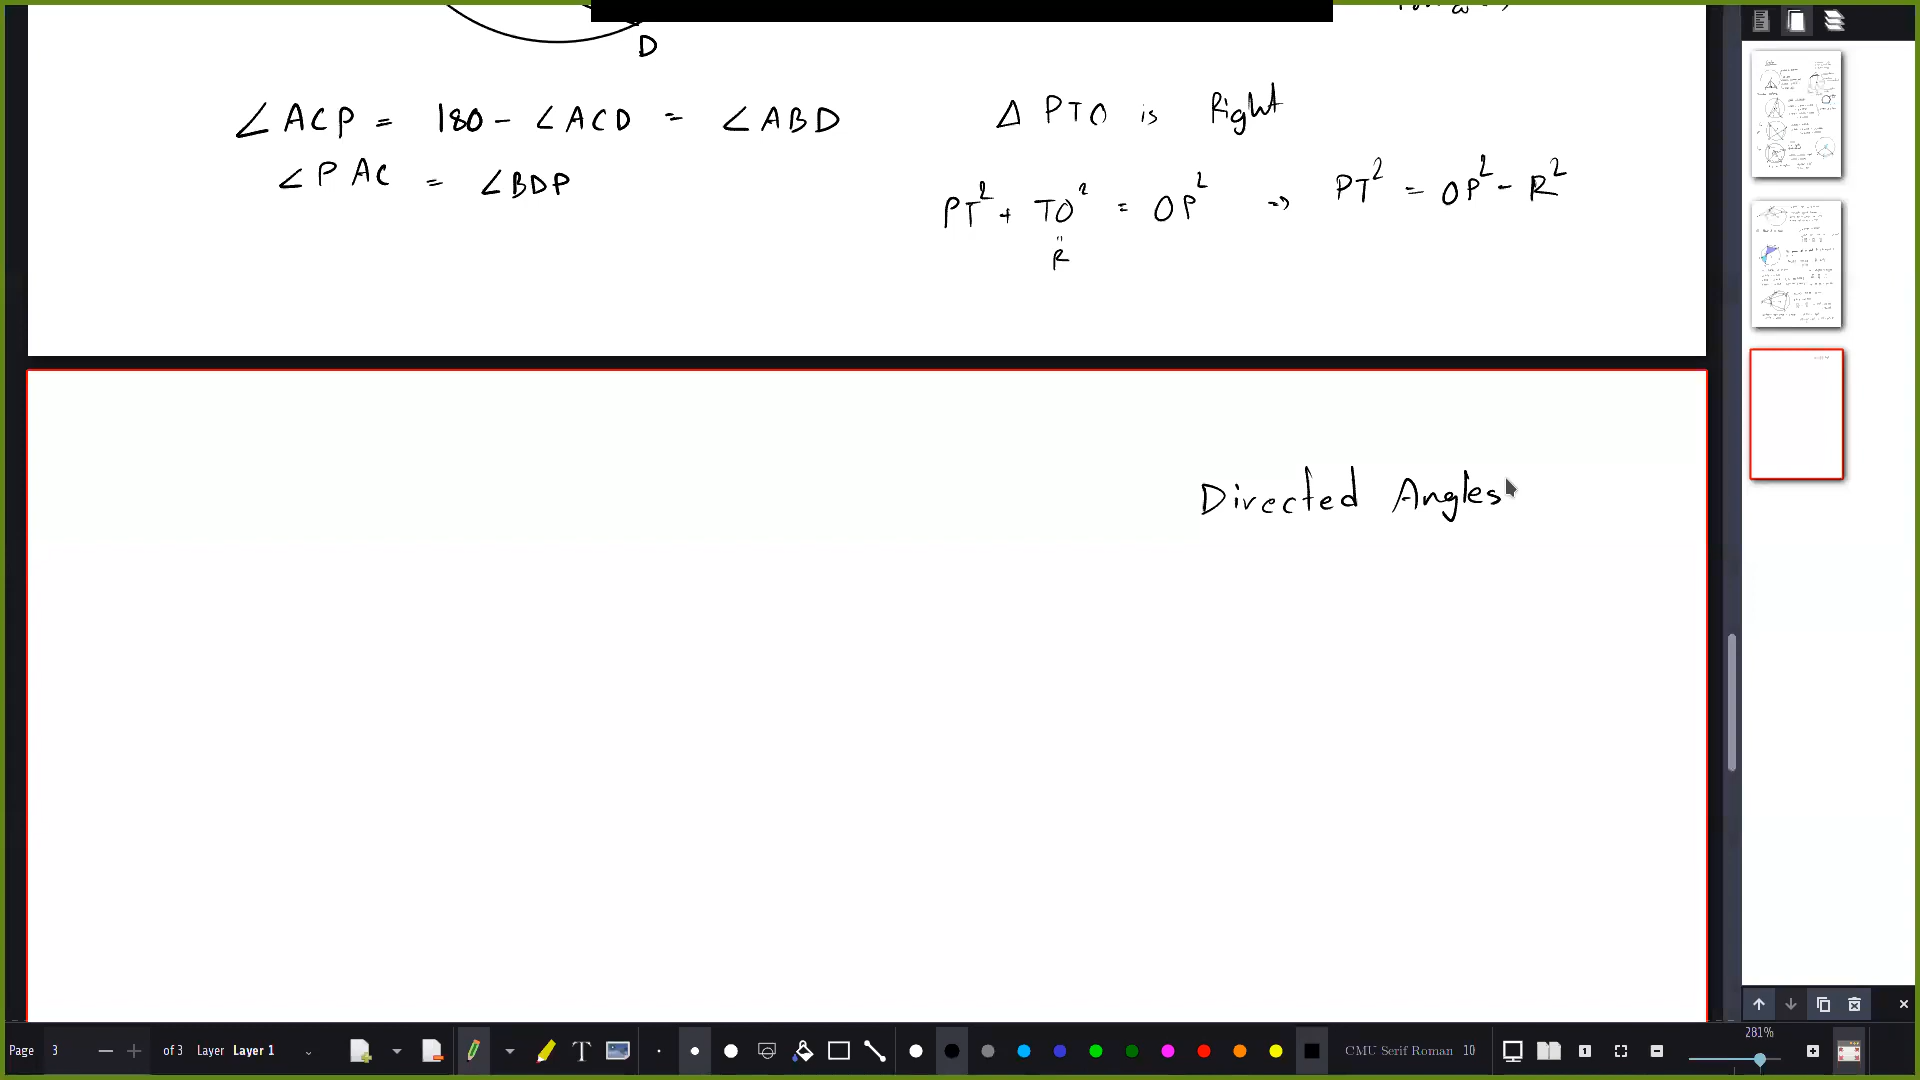 D
∠ACP = 180 - ∠ACD = ∠ABD
∠PAC = ∠BDP
Δ PTO is Right
PT² + TO² = OP² => PT² = OP² - R²
"
R
Directed Angles
Page 3 of 3 Layer Layer 1
CMU Serif Roman 10
281%